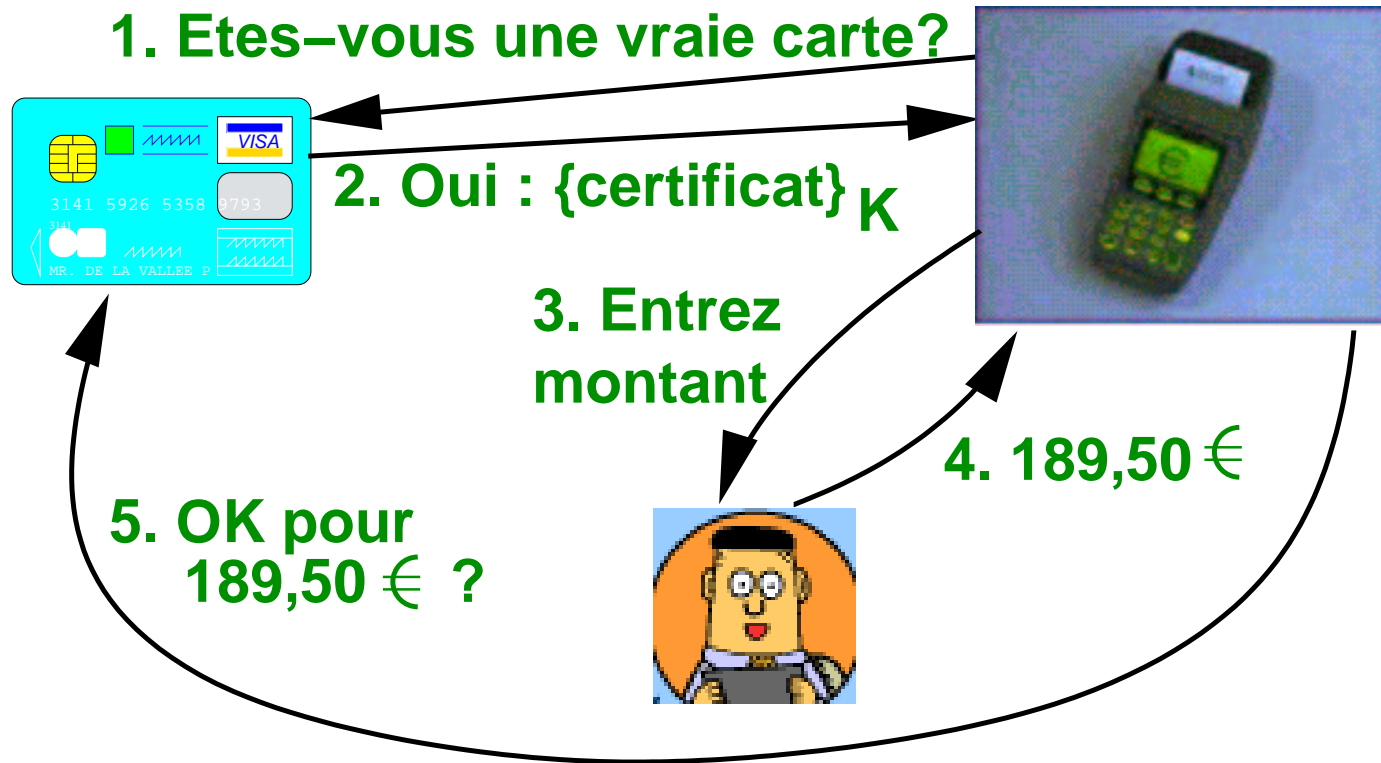 1. Etes–vous une vraie carte?
VISA
2. Oui : {certificat} K
3141 5926 5358 9793
3141
MR. DE LA VALLEE P
3. Entrez
montant
4. 189,50 €
5. OK pour
189,50 € ?